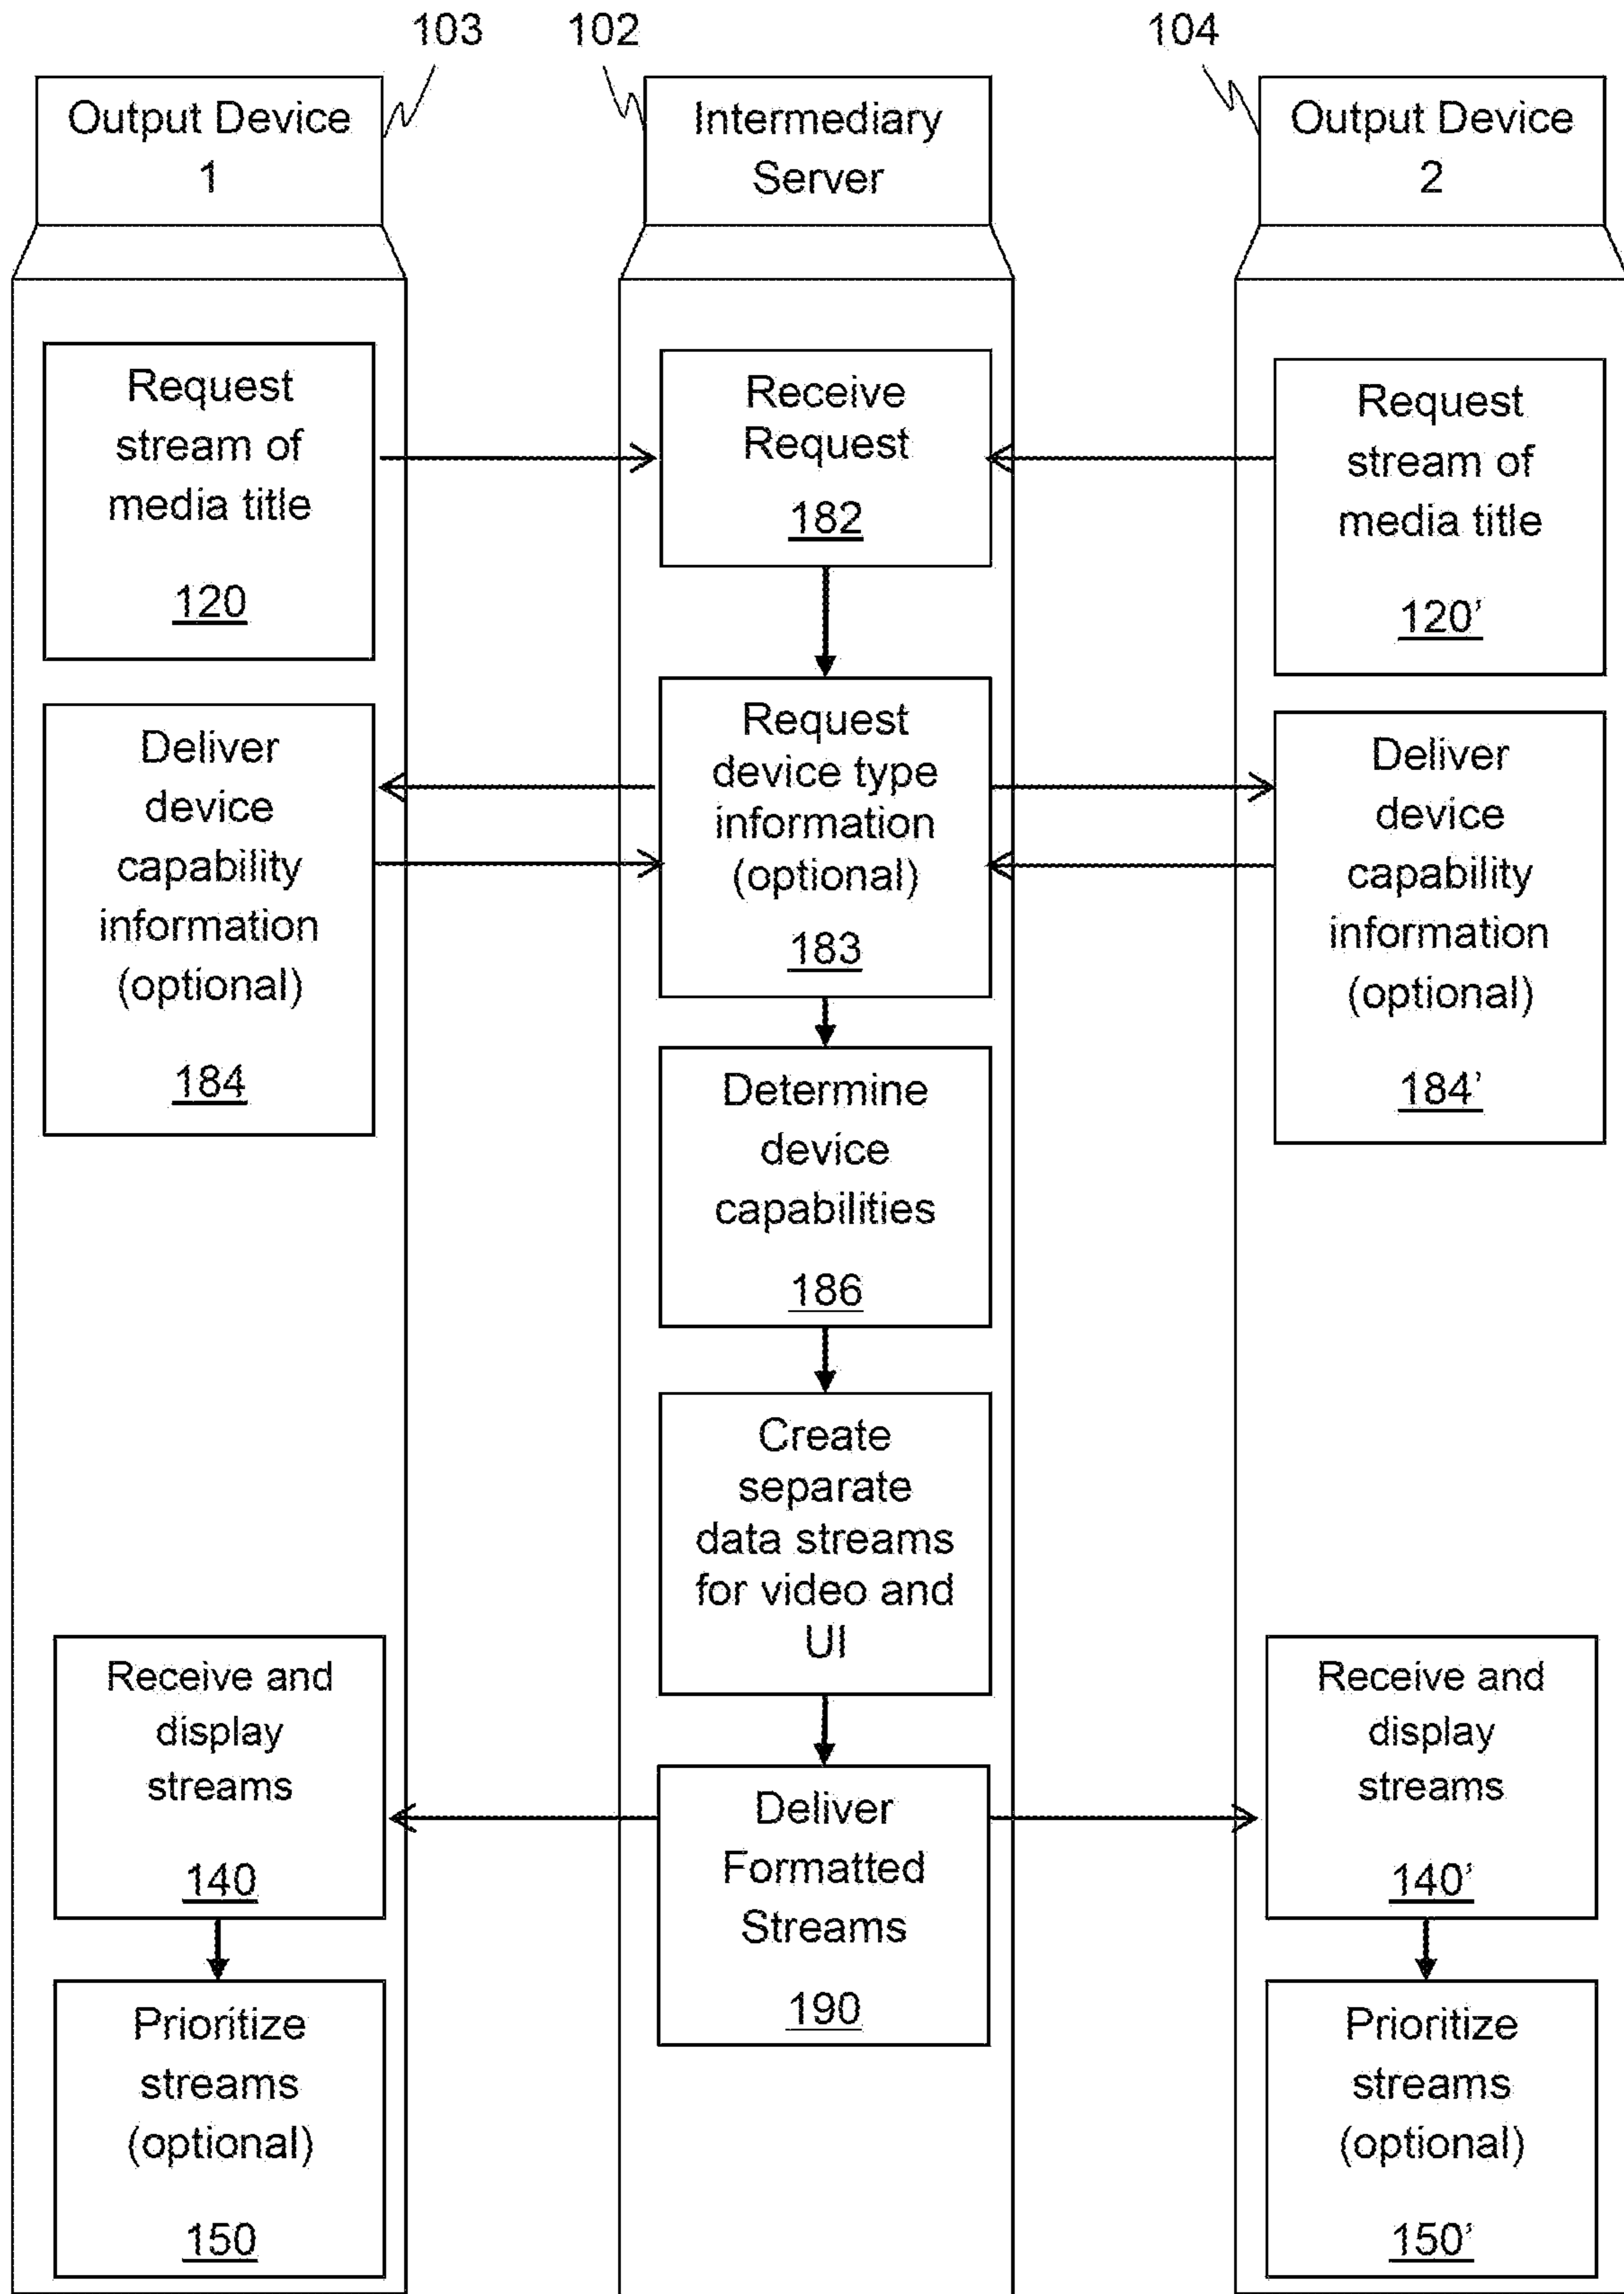 103
102
104
Output Device
1
Intermediary
Server
Output Device
2
Request
stream of
media title
120
Receive
Request
182
Request
stream of
media title
120’
Deliver
device
capability
information
(optional)
184
Request
device type
information
(optional)
183
Deliver
device
capability
information
(optional)
184’
Determine
device
capabilities
186
Create
separate
data streams
for video and
UI
Receive and
display
streams
140
Deliver
Formatted
Streams
190
Receive and
display
streams
140’
Prioritize
streams
(optional)
150
Prioritize
streams
(optional)
150’